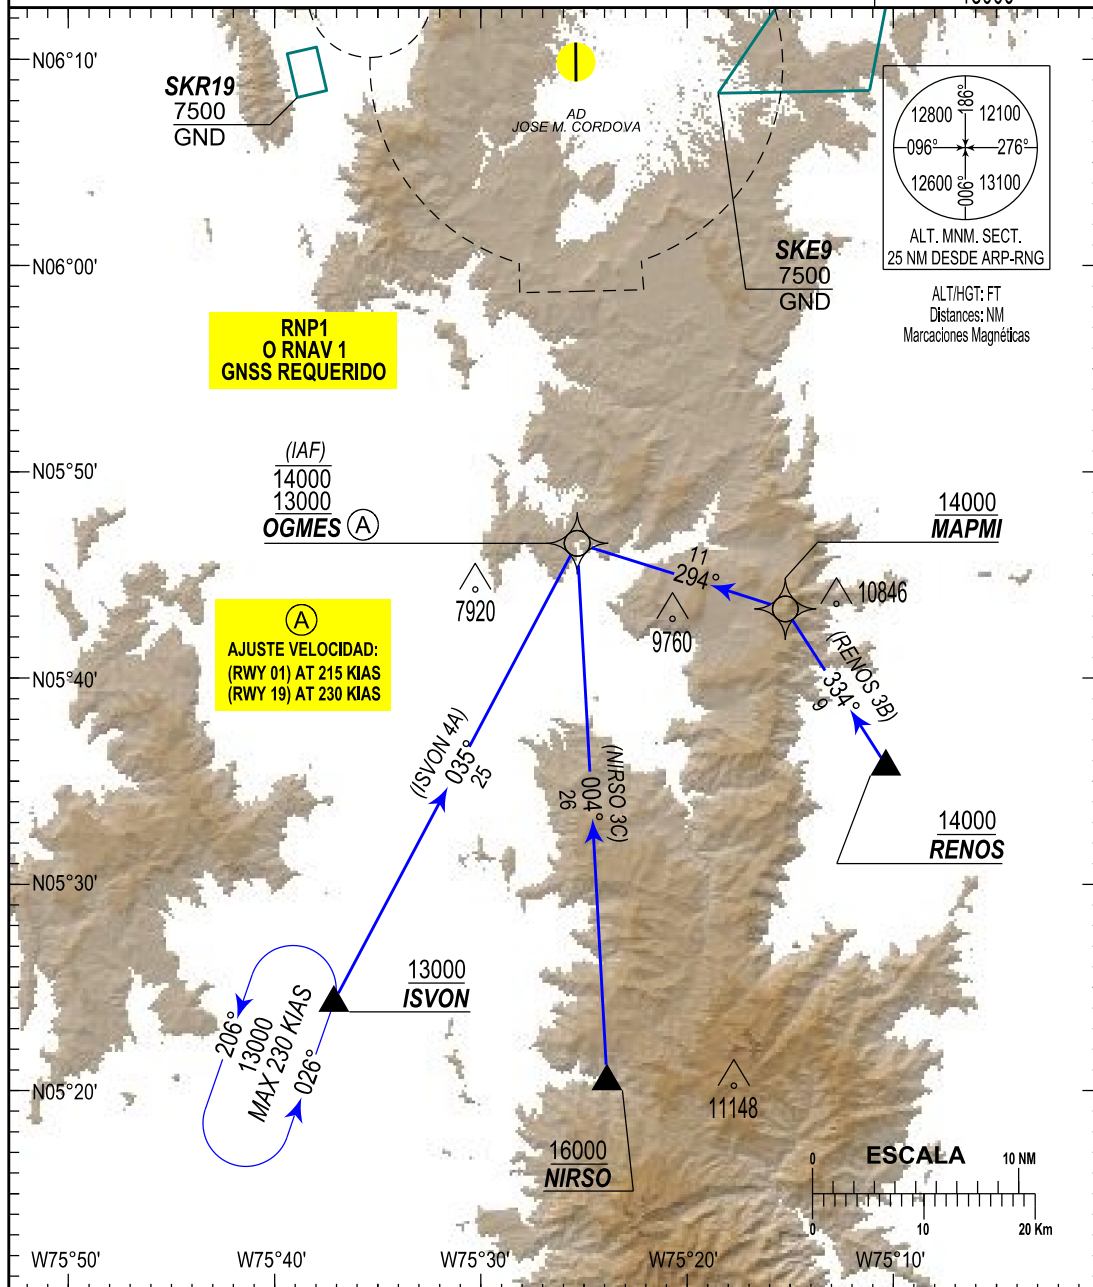 N06°10'
SKR19
7500
GND
AD
JOSE M. CORDOVA
186°
12800
12100
096°
276°
12600
13100
006°
ALT. MNM. SECT.
25 NM DESDE ARP-RNG
SKE9
7500
GND
N06°00'
ALT/HGT: FT
Distances: NM
Marcaciones Magnéticas
RNP1
O RNAV 1
GNSS REQUERIDO
(IAF)
14000
13000
OGMES A
N05°50'
14000
MAPMI
11
294°
7920
9760
10846
A
AJUSTE VELOCIDAD:
(RWY 01) AT 215 KIAS
(RWY 19) AT 230 KIAS
N05°40'
(RENOS 3B)
334°
9
(ISVON 4A)
035°
25
(NIRSO 3C)
004°
26
14000
RENOS
N05°30'
13000
ISVON
206°
13000
MAX 230 KIAS
026°
N05°20'
11148
16000
NIRSO
ESCALA
0
10 NM
0
10
20 Km
W75°50'
W75°40'
W75°30'
W75°20'
W75°10'